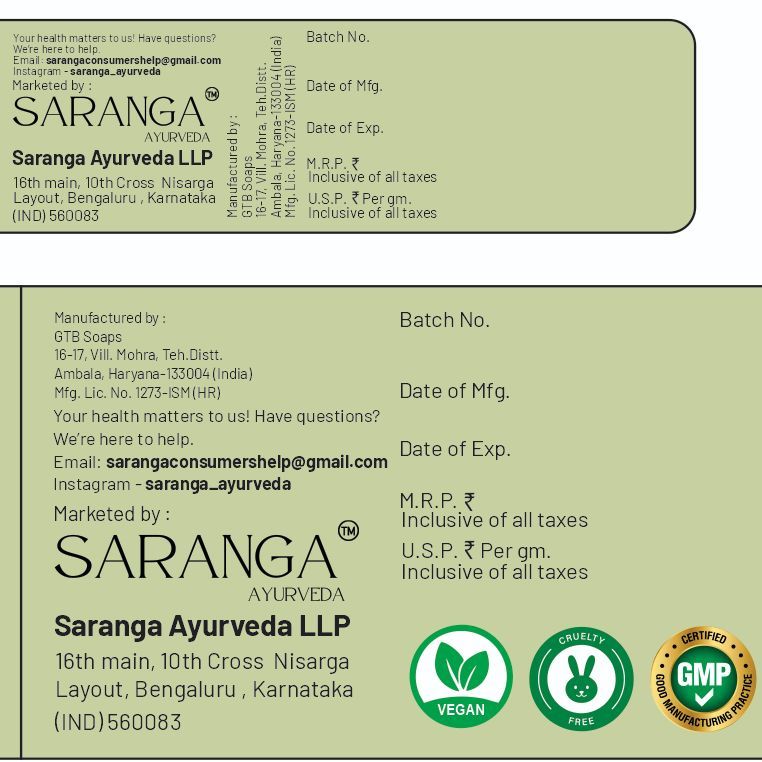 Your health matters to us! Have questions?
We're here to help.
Email: sarangaconsumershelp@gmail.com
Instagram - saranga_ayurveda
Marketed by :
SARANGA™
AYURVEDA
Saranga Ayurveda LLP
16th main, 10th Cross Nisarga
Layout, Bengaluru , Karnataka
(IND) 560083
Manufactured by :
GTB Soaps
16-17, Vill. Mohra, Teh.Distt.
Ambala, Haryana-133004 (India)
Mfg. Lic. No. 1273-ISM (HR)
Batch No.
Date of Mfg.
Date of Exp.
M.R.P. ₹
Inclusive of all taxes
U.S.P. ₹ Per gm.
Inclusive of all taxes
Manufactured by :
GTB Soaps
16-17, Vill. Mohra, Teh.Distt.
Ambala, Haryana-133004 (India)
Mfg. Lic. No. 1273-ISM (HR)
Your health matters to us! Have questions?
We're here to help.
Email: sarangaconsumershelp@gmail.com
Instagram - saranga_ayurveda
Marketed by :
SARANGA™
AYURVEDA
Saranga Ayurveda LLP
16th main, 10th Cross Nisarga
Layout, Bengaluru , Karnataka
(IND) 560083
Batch No.
Date of Mfg.
Date of Exp.
M.R.P. ₹
Inclusive of all taxes
U.S.P. ₹ Per gm.
Inclusive of all taxes
VEGAN
CRUELTY
FREE
CERTIFIED
GMP
GOOD MANUFACTURING PRACTICE